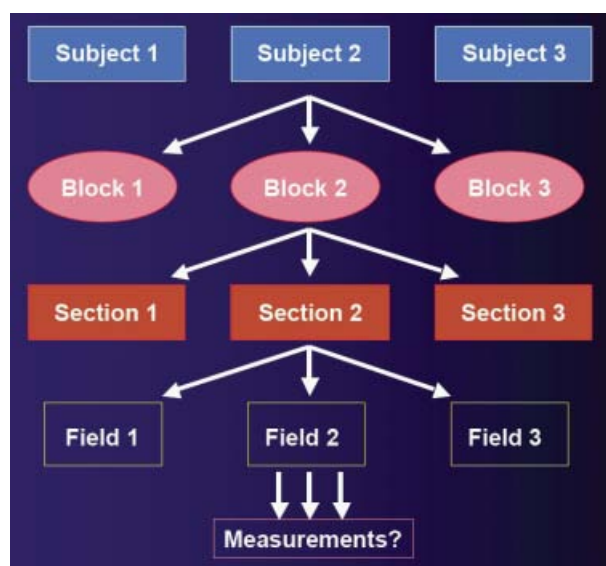 Subject 1
Subject 2
Subject 3
Block 1
Block 2
Block 3
Section 1
Section 2
Section 3
Field 1
Field 2
Field 3
Measurements?